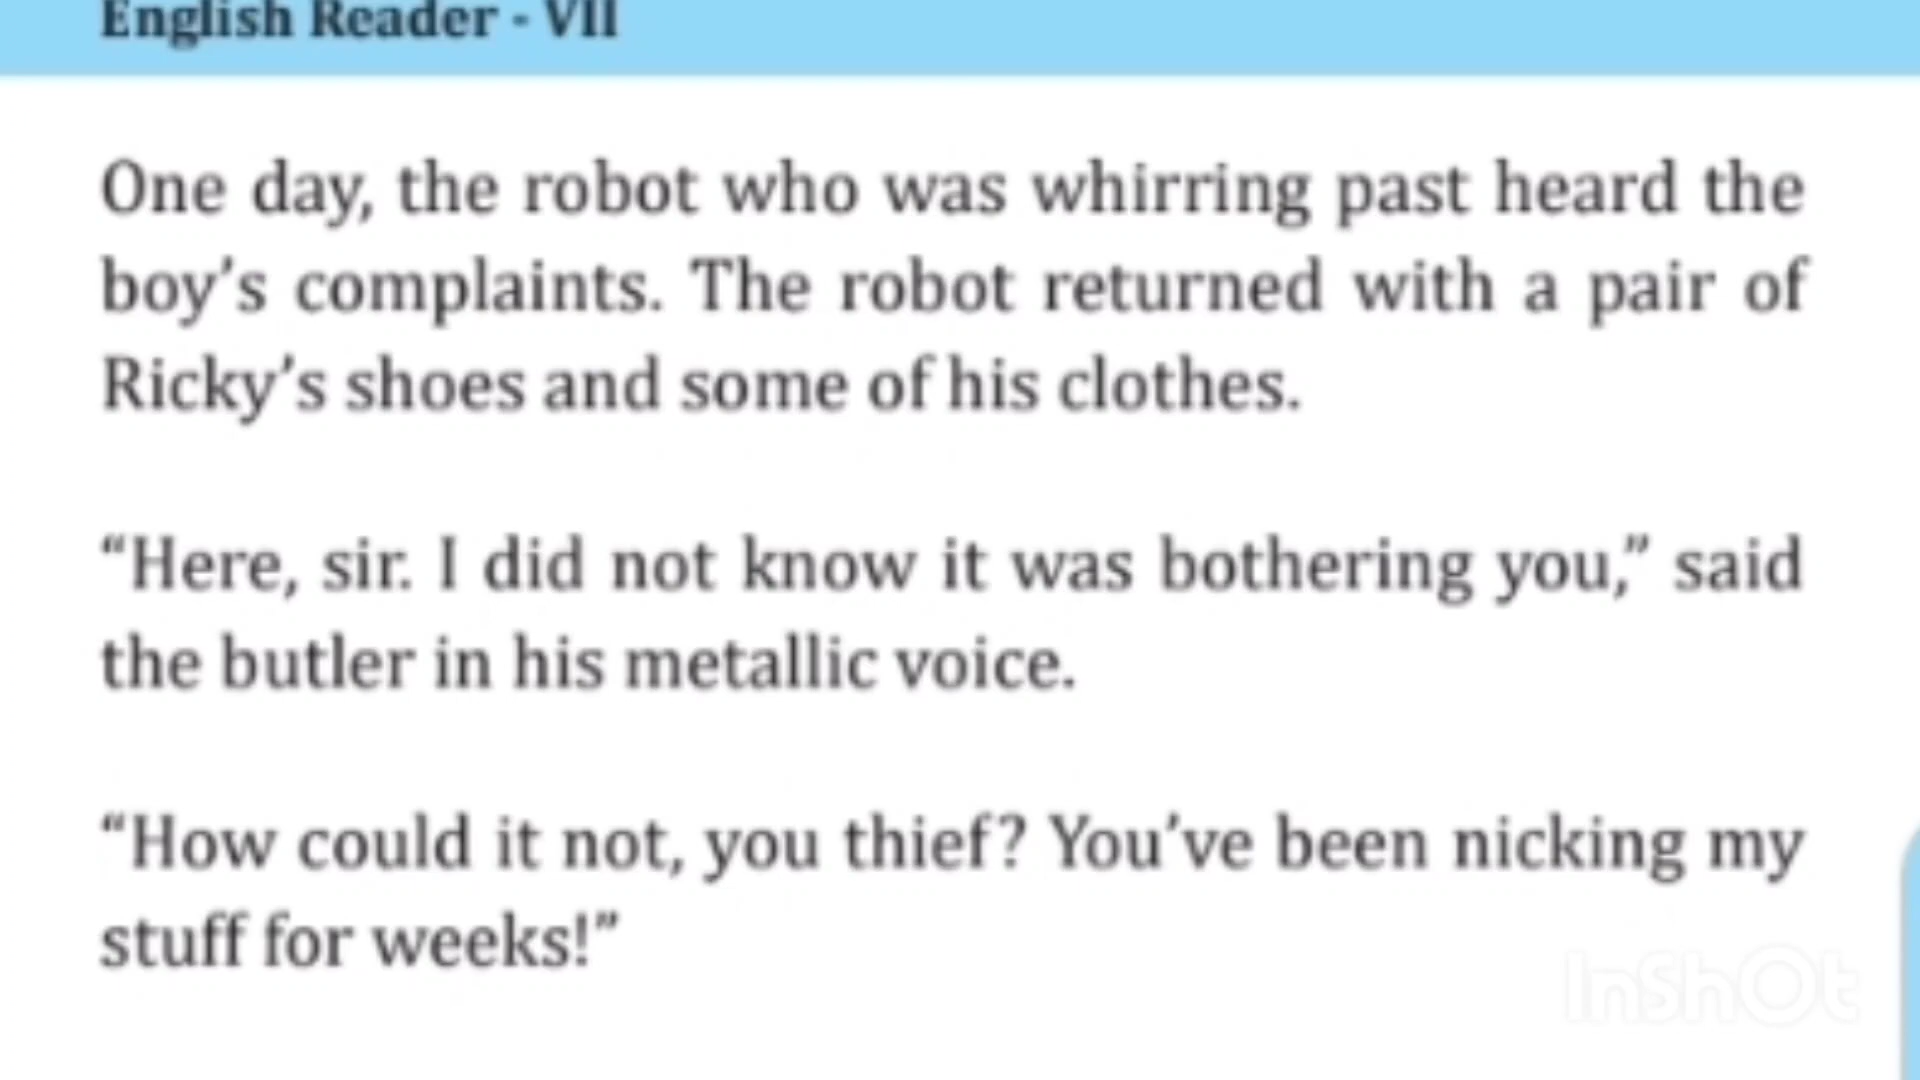 English Reader - VII
One day, the robot who was whirring past heard the
boy’s complaints. The robot returned with a pair of
Ricky’s shoes and some of his clothes.
“Here, sir. I did not know it was bothering you,” said
the butler in his metallic voice.
“How could it not, you thief? You’ve been nicking my
stuff for weeks!”
InShOt